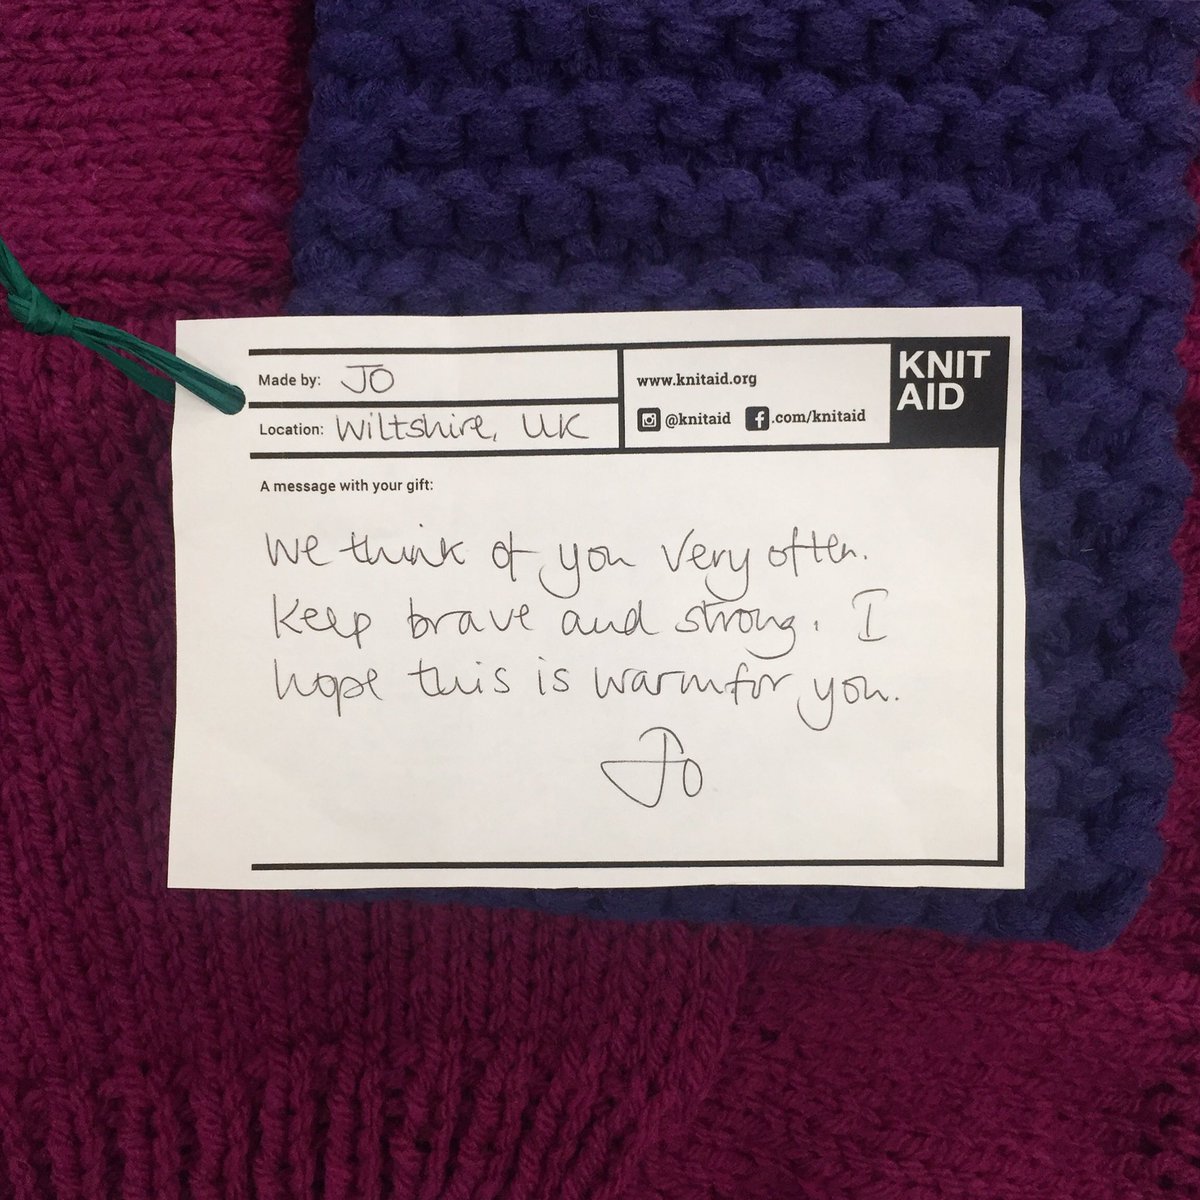 Made by: JO
Location: Wiltshire, UK
www.knitaid.org
@knitaid .com/knitaid
KNIT
AID
A message with your gift:
We think of you very often.
Keep brave and strong. I
hope this is warm for you.
Jo